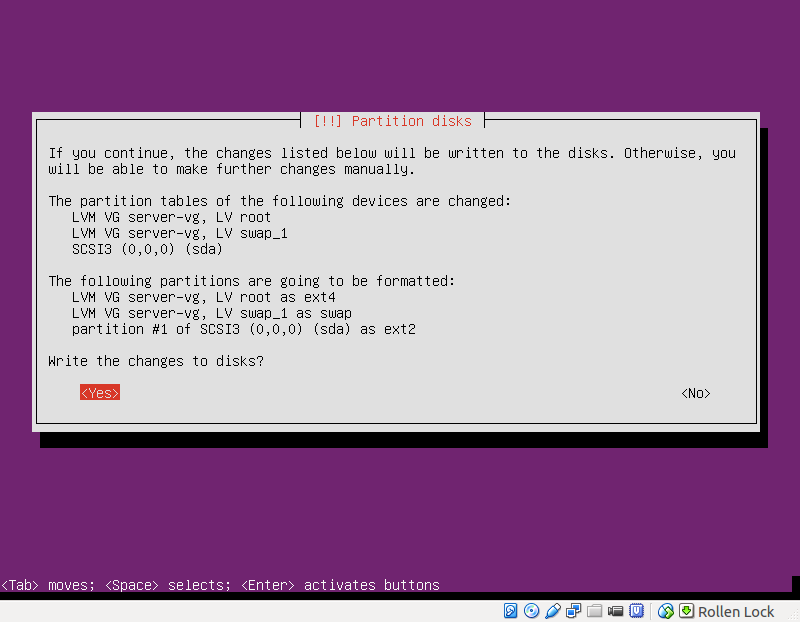 [!!] Partition disks
If you continue, the changes listed below will be written to the disks. Otherwise, you
will be able to make further changes manually.
The partition tables of the following devices are changed:
LVM VG server-vg, LV root
LVM VG server-vg, LV swap_1
SCSI3 (0,0,0) (sda)
The following partitions are going to be formatted:
LVM VG server-vg, LV root as ext4
LVM VG server-vg, LV swap_1 as swap
partition #1 of SCSI3 (0,0,0) (sda) as ext2
Write the changes to disks?
<Yes> <No>
<Tab> moves; <Space> selects; <Enter> activates buttons
Rollen Lock